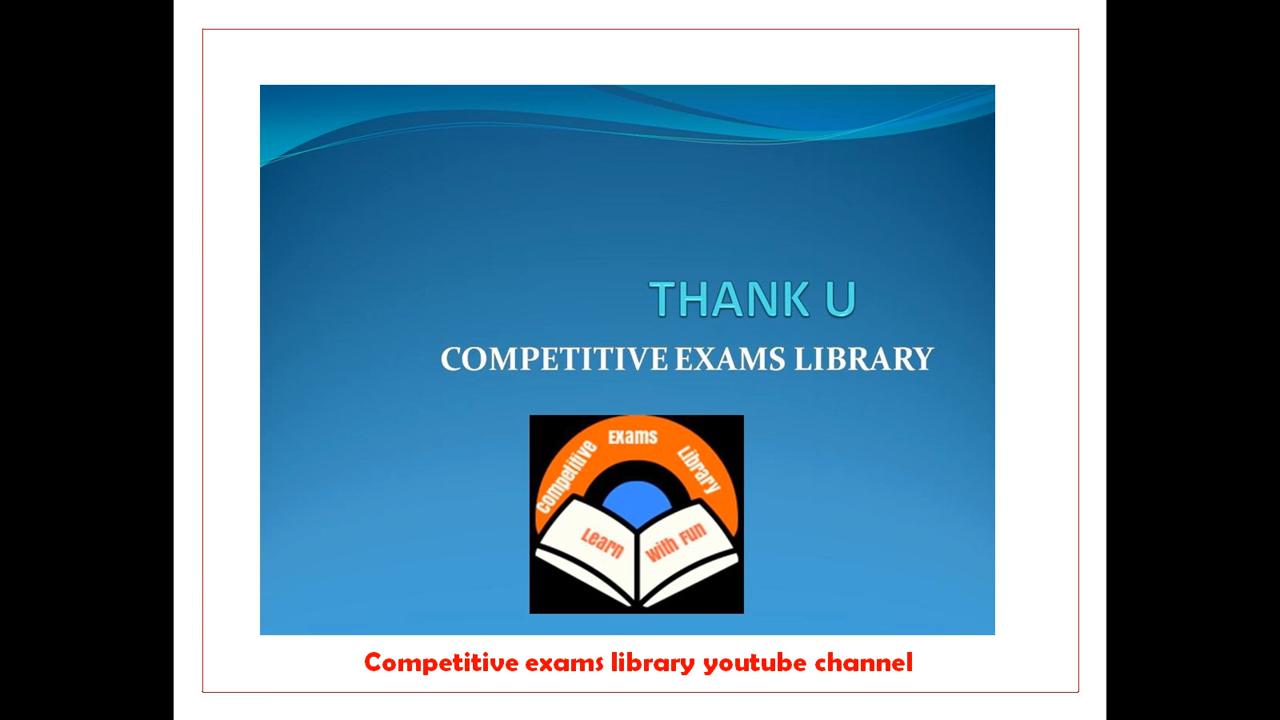 THANK U
COMPETITIVE EXAMS LIBRARY
Competitive Exams Library
Learn with Fun
Competitive exams library youtube channel